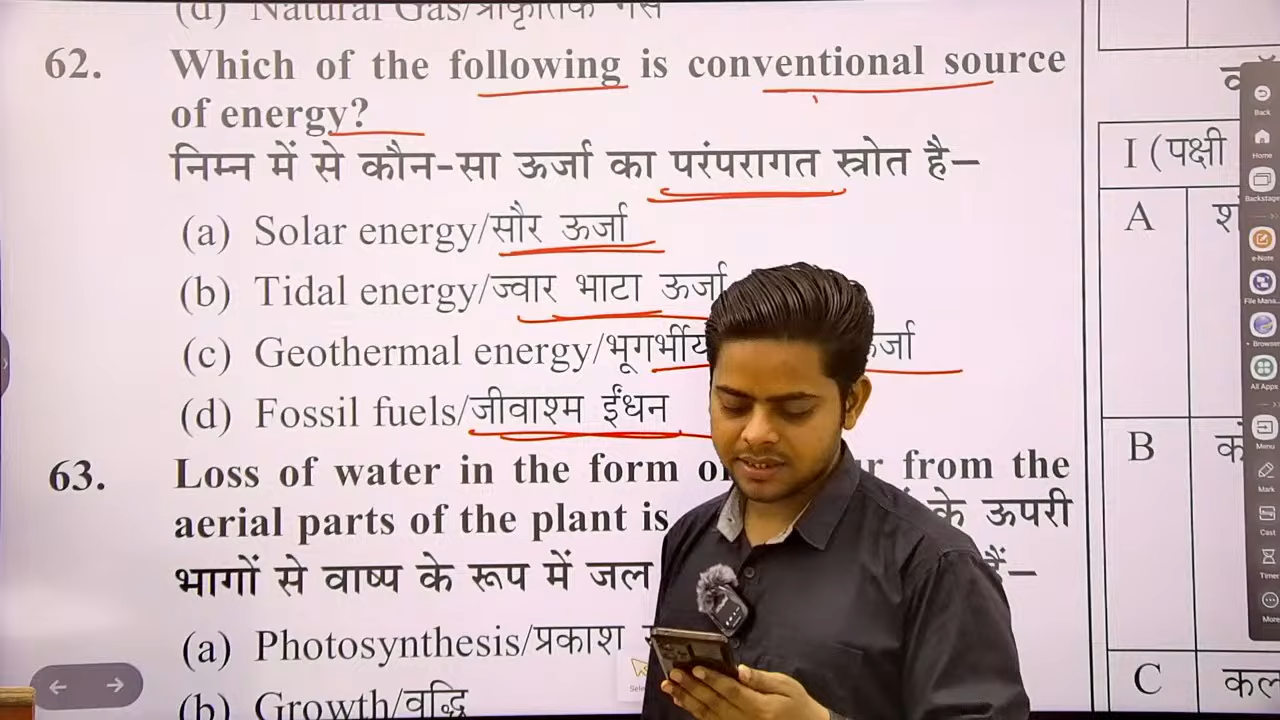 (d) Natural Gas/प्राकृतिक गैस
62. Which of the following is conventional source
of energy?
निम्न में से कौन-सा ऊर्जा का परंपरागत स्त्रोत है–
(a) Solar energy/सौर ऊर्जा
(b) Tidal energy/ज्वार भाटा ऊर्जा
(c) Geothermal energy/भूगर्भीय
(d) Fossil fuels/जीवाश्म ईंधन
63. Loss of water in the form from the
aerial parts of the plant is के ऊपरी
भागों से वाष्प के रूप में जल हैं–
(a) Photosynthesis/प्रकाश
(b) Growth/वृद्धि
I (पक्षी
A
B
C
Back
Home
Backstage
e-Note
File Mana...
Browser
All Apps
Menu
Mark
Cast
Timer
More